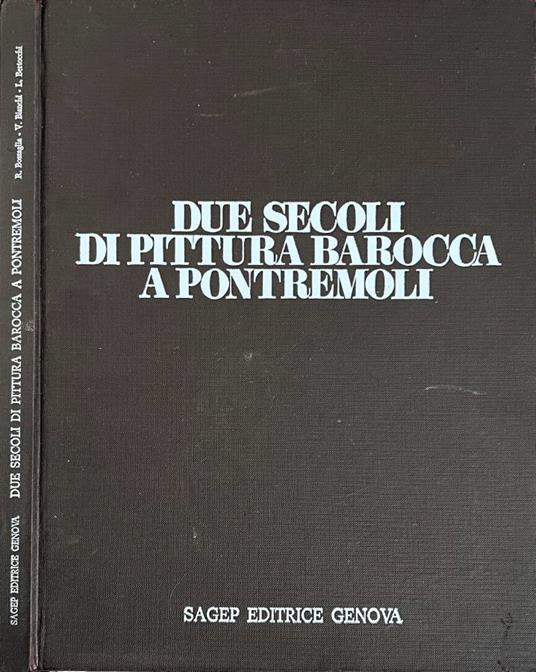 DUE SECOLI
DI PITTURA BAROCCA
A PONTREMOLI
SAGEP EDITRICE GENOVA
SAGEP EDITRICE GENOVA DUE SECOLI DI PITTURA BAROCCA A PONTREMOLI R. Bossaglia - V. Bianchi - L. Bertocchi